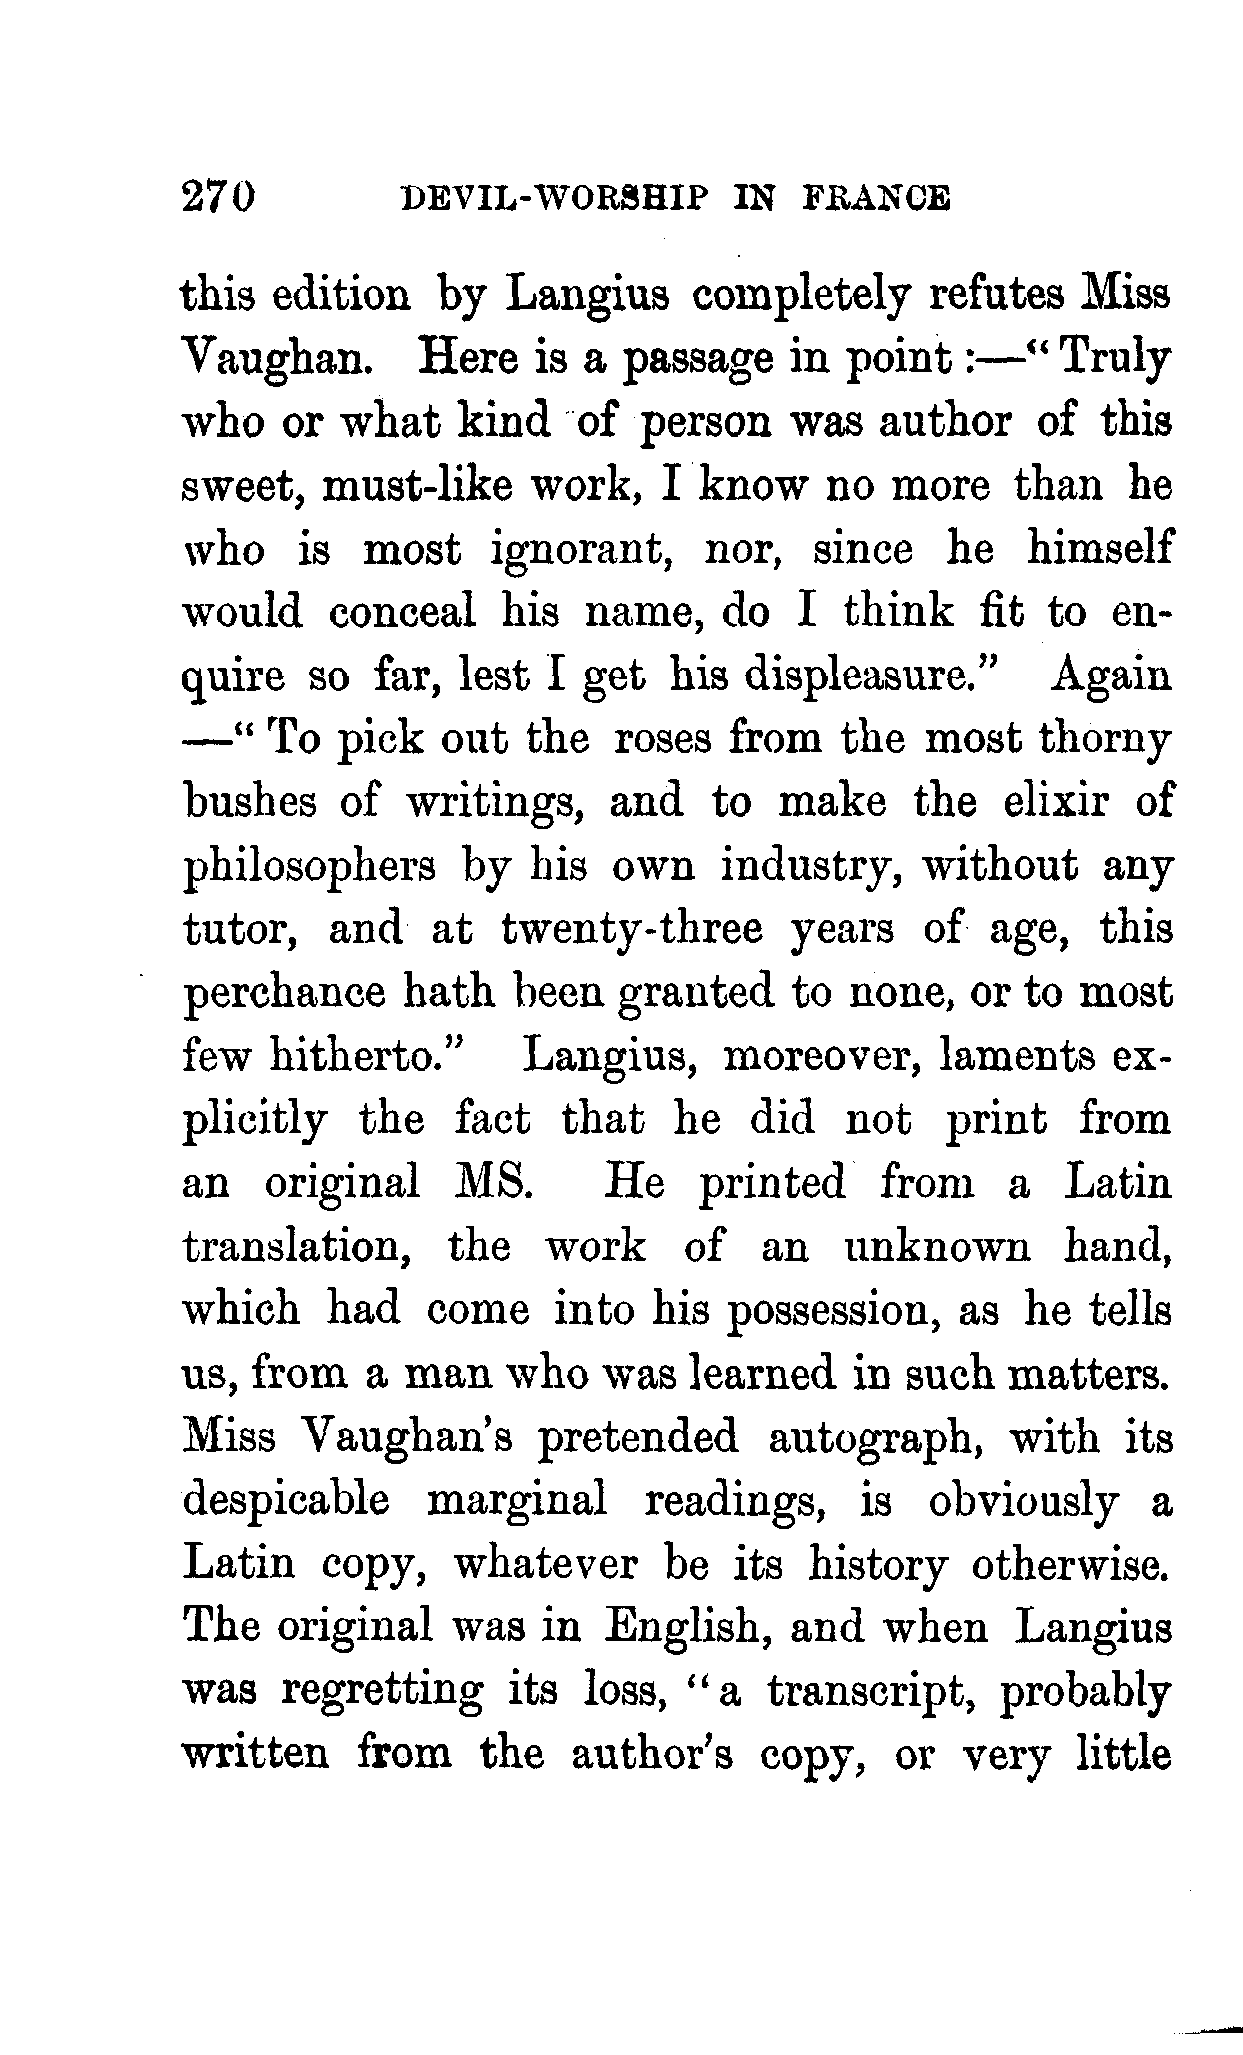 270 DEVIL-WORSHIP IN FRANCE
this edition by Langius completely refutes Miss
Vaughan. Here is a passage in point :—“ Truly
who or what kind of person was author of this
sweet, must-like work, I know no more than he
who is most ignorant, nor, since he himself
would conceal his name, do I think fit to en-
quire so far, lest I get his displeasure.” Again
—“ To pick out the roses from the most thorny
bushes of writings, and to make the elixir of
philosophers by his own industry, without any
tutor, and at twenty-three years of age, this
perchance hath been granted to none, or to most
few hitherto.” Langius, moreover, laments ex-
plicitly the fact that he did not print from
an original MS. He printed from a Latin
translation, the work of an unknown hand,
which had come into his possession, as he tells
us, from a man who was learned in such matters.
Miss Vaughan’s pretended autograph, with its
despicable marginal readings, is obviously a
Latin copy, whatever be its history otherwise.
The original was in English, and when Langius
was regretting its loss, “ a transcript, probably
written from the author’s copy, or very little